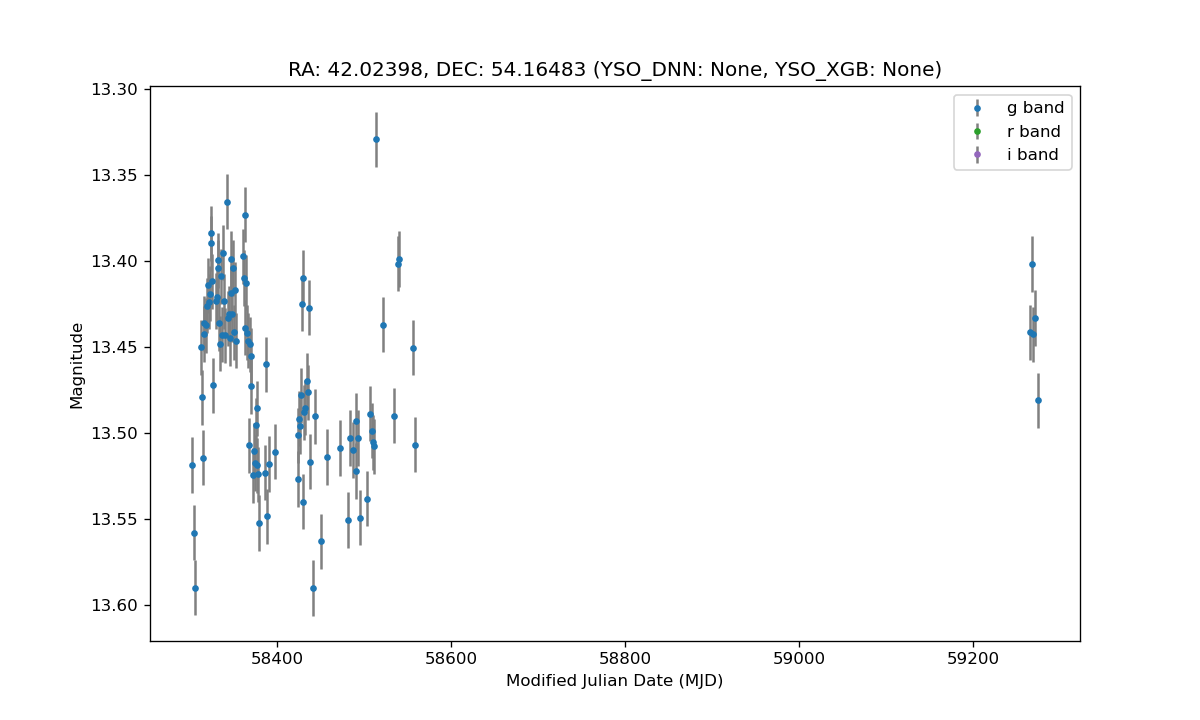 RA: 42.02398, DEC: 54.16483 (YSO_DNN: None, YSO_XGB: None)
g band
r band
i band
13.30
13.35
13.40
13.45
13.50
13.55
13.60
Magnitude
58400
58600
58800
59000
59200
Modified Julian Date (MJD)